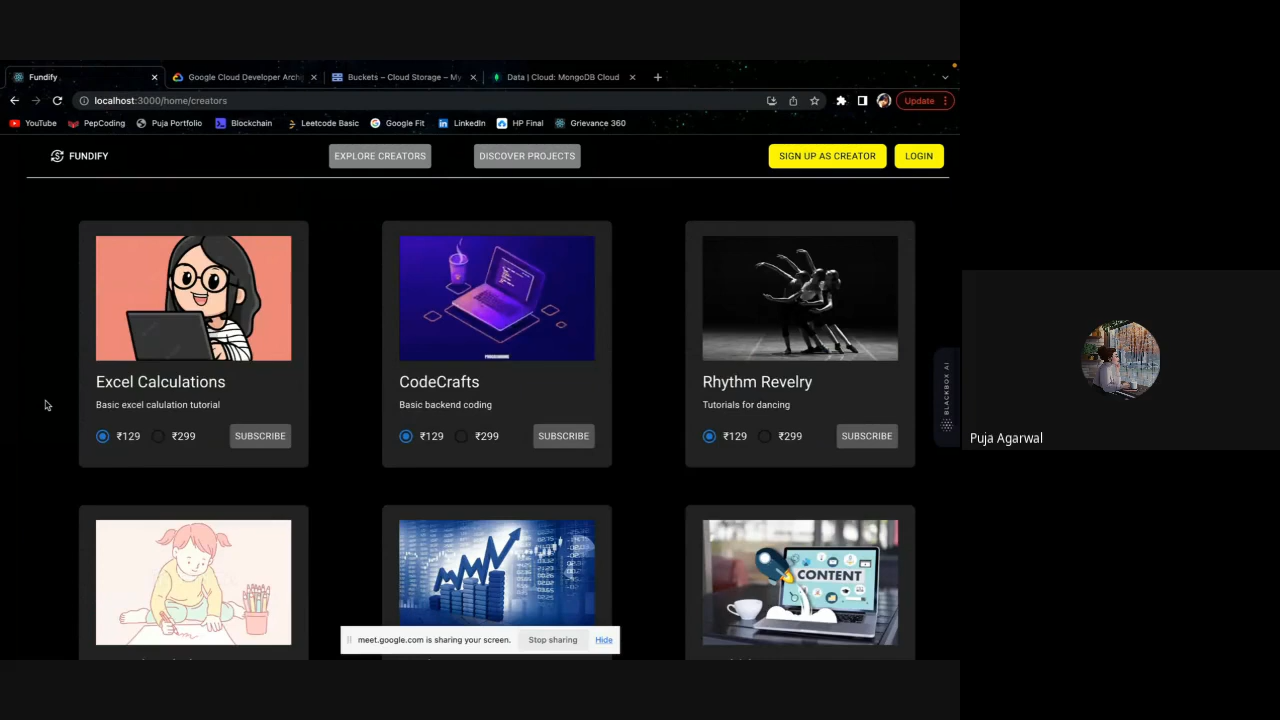 Fundify
Google Cloud Developer Archi
Buckets – Cloud Storage – My
Data | Cloud: MongoDB Cloud
localhost:3000/home/creators
Update
YouTube
PepCoding
Puja Portfolio
Blockchain
Leetcode Basic
Google Fit
LinkedIn
HP Final
Grievance 360
FUNDIFY
EXPLORE CREATORS
DISCOVER PROJECTS
SIGN UP AS CREATOR
LOGIN
Excel Calculations
Basic excel calulation tutorial
₹129
₹299
SUBSCRIBE
CodeCrafts
Basic backend coding
₹129
₹299
SUBSCRIBE
Rhythm Revelry
Tutorials for dancing
₹129
₹299
SUBSCRIBE
BLACKBOX AI
CONTENT
meet.google.com is sharing your screen.
Stop sharing
Hide
Puja Agarwal